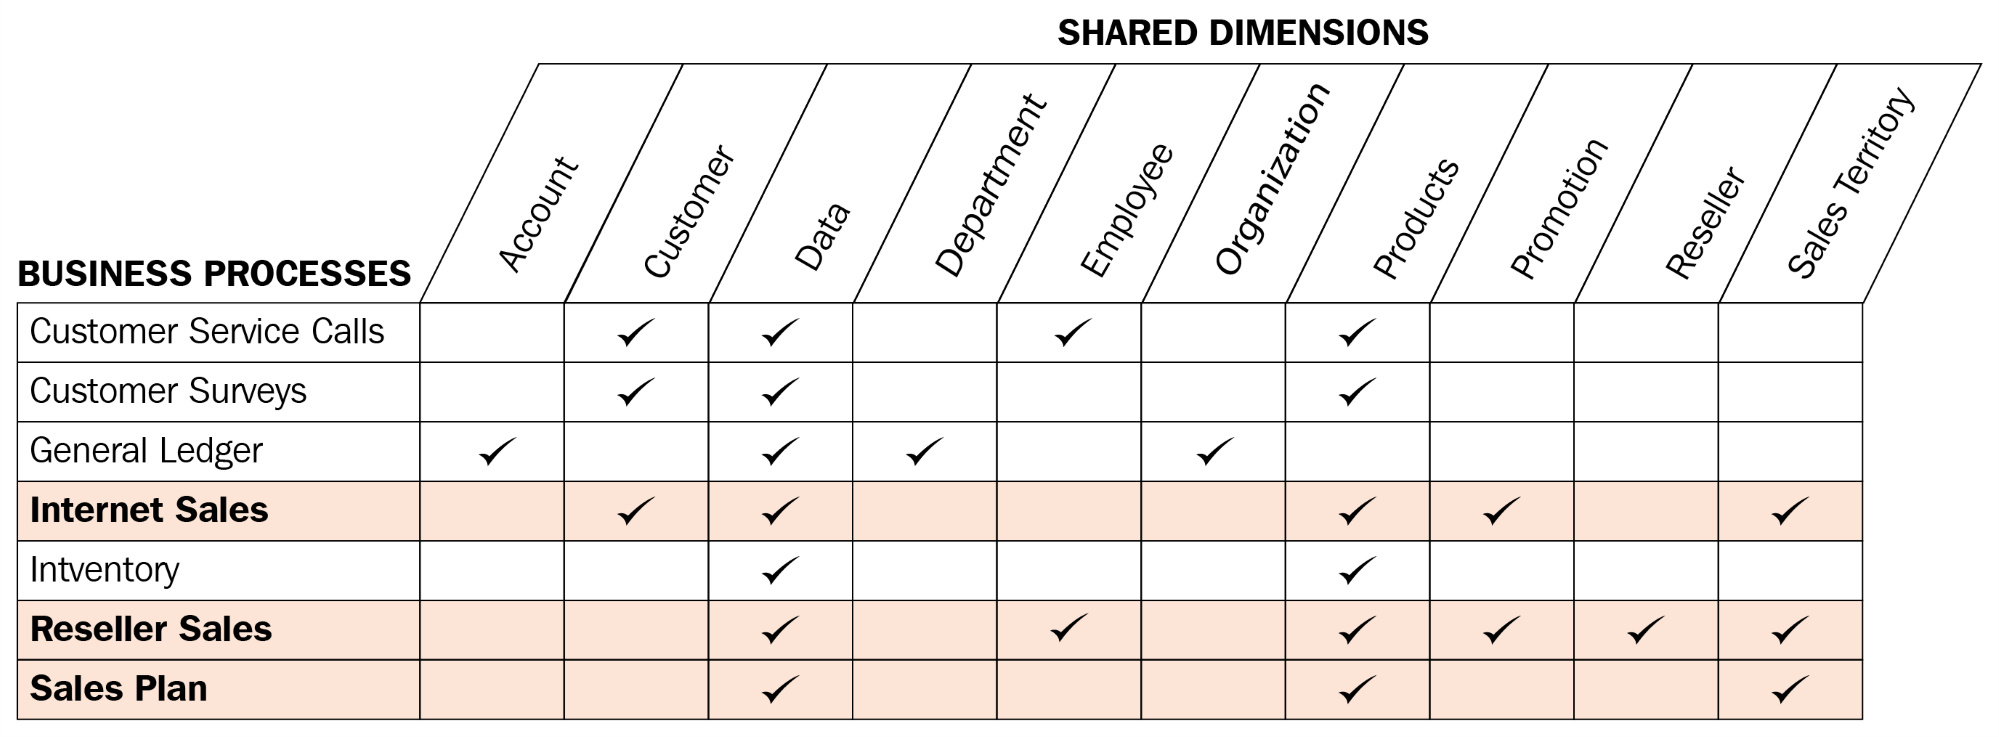 SHARED DIMENSIONS
Account
Customer
Data
Department
Employee
Organization
Products
Promotion
Reseller
Sales Territory
BUSINESS PROCESSES
Customer Service Calls ✓ ✓ ✓ ✓
Customer Surveys ✓ ✓ ✓
General Ledger ✓ ✓ ✓ ✓
Internet Sales ✓ ✓ ✓ ✓ ✓
Intventory ✓ ✓
Reseller Sales ✓ ✓ ✓ ✓ ✓ ✓
Sales Plan ✓ ✓ ✓